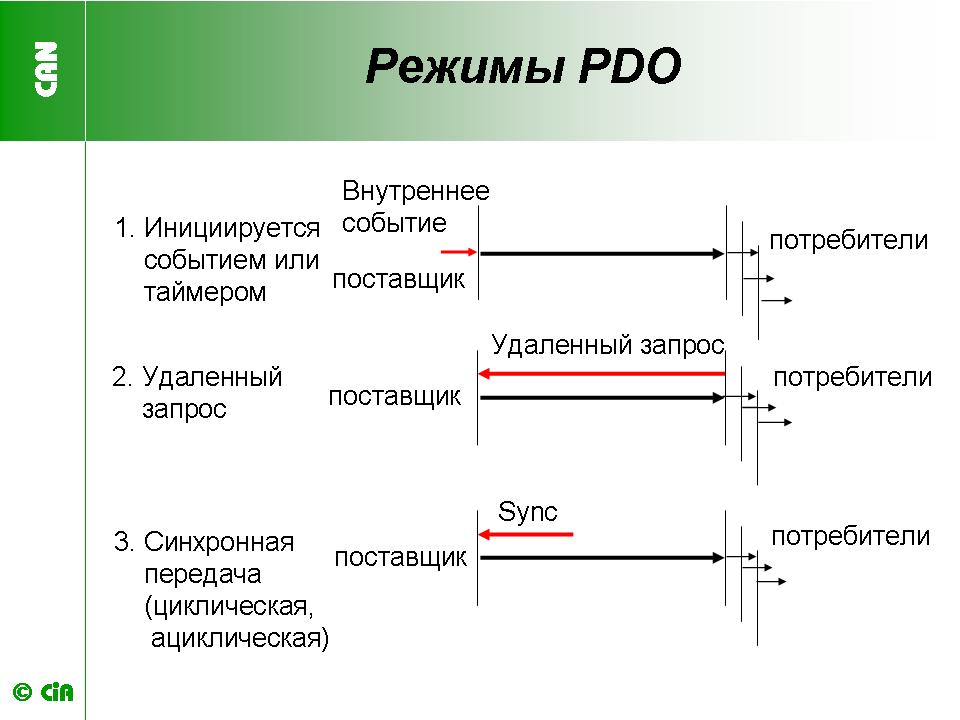 CAN
Режимы PDO
1. Инициируется
событием или
таймером
Внутреннее
событие
поставщик
потребители
2. Удаленный
запрос
Удаленный запрос
поставщик
потребители
3. Синхронная
передача
(циклическая,
ациклическая)
Sync
поставщик
потребители
© CiA